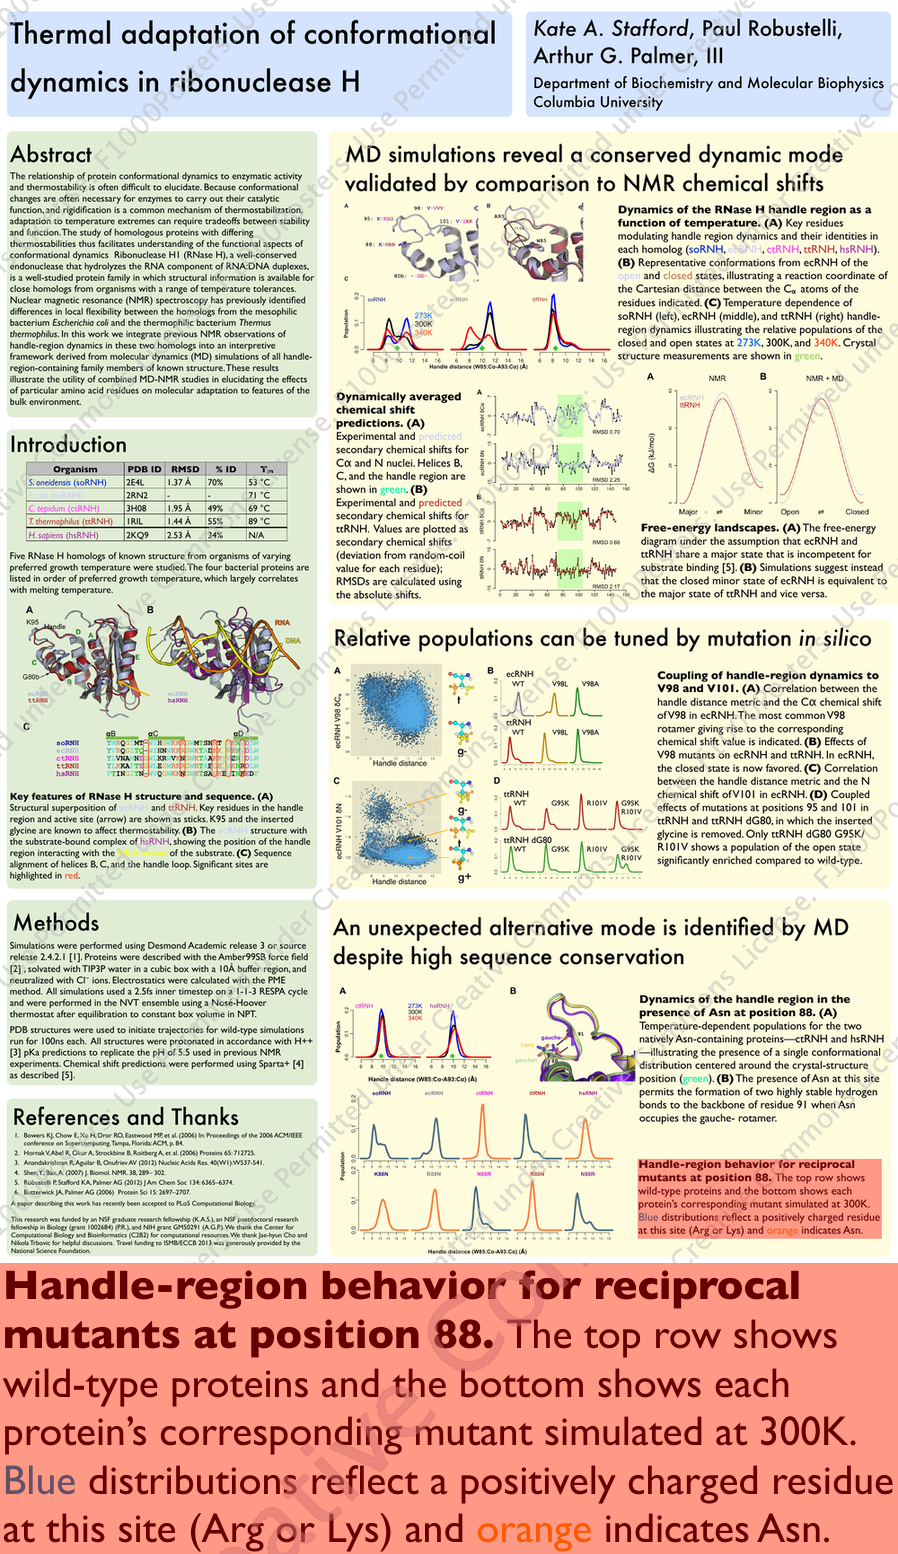 Thermal adaptation of conformational
dynamics in ribonuclease H
Kate A. Stafford, Paul Robustelli,
Arthur G. Palmer, III
Department of Biochemistry and Molecular Biophysics
Columbia University
Abstract
The relationship of protein conformational dynamics to enzymatic activity
and thermostability is often difficult to elucidate. Because conformational
changes are often necessary for enzymes to carry out their catalytic
function, and rigidification is a common mechanism of thermostabilization,
adaptation to temperature extremes can require tradeoffs between stability
and function. The study of homologous proteins with differing
thermostabilities thus facilitates understanding of the functional aspects of
conformational dynamics Ribonuclease H1 (RNase H), a well-conserved
endonuclease that hydrolyzes the RNA component of RNA:DNA duplexes,
is a well-studied protein family in which structural information is available for
close homologs from organisms with a range of temperature tolerances.
Nuclear magnetic resonance (NMR) spectroscopy has previously identified
differences in local flexibility between the homologs from the mesophilic
bacterium Escherichia coli and the thermophilic bacterium Thermus
thermophilus. In this work we integrate previous NMR observations of
handle-region dynamics in these two homologs into an interpretive
framework derived from molecular dynamics (MD) simulations of all handle-
region-containing family members of known structure. These results
illustrate the utility of combined MD-NMR studies in elucidating the effects
of particular amino acid residues on molecular adaptation to features of the
bulk environment.
Introduction
Organism PDB ID RMSD % ID Tm
S. oneidensis (soRNH) 2E4L 1.37 Å 70% 53 °C
E. coli (ecRNH) 2RN2 - - 71 °C
C. tepidum (ctRNH) 3H08 1.95 Å 49% 69 °C
T. thermophilus (ttRNH) 1RIL 1.44 Å 55% 89 °C
H. sapiens (hsRNH) 2KQ9 2.53 Å 34% N/A
Five RNase H homologs of known structure from organisms of varying
preferred growth temperature were studied. The four bacterial proteins are
listed in order of preferred growth temperature, which largely correlates
with melting temperature.
A B
K95 Handle
G80b
RNA
DNA
ecRNH
ttRNH
ecRNH
hsRNH
C
αB αC αD
soRNH
ecRNH
ctRNH
ttRNH
hsRNH
Key features of RNase H structure and sequence. (A)
Structural superposition of ecRNH and ttRNH. Key residues in the handle
region and active site (arrow) are shown as sticks. K95 and the inserted
glycine are known to affect thermostability. (B) The ecRNH structure with
the substrate-bound complex of hsRNH, showing the position of the handle
region interacting with the of the substrate. (C) Sequence
alignment of helices B, C, and the handle loop. Significant sites are
highlighted in red.
Methods
Simulations were performed using Desmond Academic release 3 or source
release 2.4.2.1 [1]. Proteins were described with the Amber99SB force field
[2], solvated with TIP3P water in a cubic box with a 10Å buffer region, and
neutralized with Cl⁻ ions. Electrostatics were calculated with the PME
method. All simulations used a 2.5fs inner timestep on a 1-1-3 RESPA cycle
and were performed in the NVT ensemble using a Nosé-Hoover
thermostat after equilibration to constant box volume in NPT.
PDB structures were used to initiate trajectories for wild-type simulations
run for 100ns each. All structures were protonated in accordance with H++
[3] pKa predictions to replicate the pH of 5.5 used in previous NMR
experiments. Chemical shift predictions were performed using Sparta+ [4]
as described [5].
References and Thanks
1. Bowers KJ, Chow E, Xu H, Dror RO, Eastwood MP, et al. (2006) In: Proceedings of the 2006 ACM/IEEE
conference on Supercomputing. Tampa, Florida: ACM, p. 84.
2. Hornak V, Abel R, Okur A, Strockbine B, Roitberg A, et al. (2006) Proteins 65: 712725.
3. Anandakrishnan R, Aguilar B, Onufriev AV (2012) Nucleic Acids Res. 40(W1): W537-541.
4. Shen Y.; Bax, A. (2007) J. Biomol. NMR, 38, 289– 302.
5. Robustelli P, Stafford KA, Palmer AG (2012) J Am Chem Soc 134: 6365–6374.
6. Butterwick JA, Palmer AG (2006) Protein Sci 15: 2697–2707.
A paper describing this work has recently been accepted to PLoS Computational Biology.
This research was funded by an NSF graduate research fellowship (K.A.S.), an NSF postdoctoral research
fellowship in Biology (grant 1002684) (P.R.), and NIH grant GM50291 (A.G.P.). We thank the Center for
Computational Biology and Bioinformatics (C2B2) for computational resources. We thank Jae-hyun Cho and
Nikola Trbovic for helpful discussions. Travel funding to ISMB/ECCB 2013 was generously provided by the
National Science Foundation.
MD simulations reveal a conserved dynamic mode
validated by comparison to NMR chemical shifts
A B
95: KRKGG
98: VVVVV
101: VVIRK
88: KRNRN
80b: --GG-
A93
W85
C
soRNH ecRNH ttRNH
273K
300K
340K
Population
Handle distance (W85:Cα-A93:Cα) (Å)
Dynamics of the RNase H handle region as a
function of temperature. (A) Key residues
modulating handle region dynamics and their identities in
each homolog (soRNH, ecRNH, ctRNH, ttRNH, hsRNH).
(B) Representative conformations from ecRNH of the
open and closed states, illustrating a reaction coordinate of
the Cartesian distance between the Cα atoms of the
residues indicated. (C) Temperature dependence of
soRNH (left), ecRNH (middle), and ttRNH (right) handle-
region dynamics illustrating the relative populations of the
closed and open states at 273K, 300K, and 340K. Crystal
structure measurements are shown in green.
Dynamically averaged
chemical shift
predictions. (A)
Experimental and predicted
secondary chemical shifts for
Cα and N nuclei. Helices B,
C, and the handle region are
shown in green. (B)
Experimental and predicted
secondary chemical shifts for
ttRNH. Values are plotted as
secondary chemical shifts
(deviation from random-coil
value for each residue);
RMSDs are calculated using
the absolute shifts.
A
ecRNH δCα
RMSD 0.70
ecRNH δN
RMSD 2.25
B
ttRNH δCα
RMSD 0.68
ttRNH δN
RMSD 2.17
A NMR B NMR + MD
ecRNH
ttRNH
ΔG (kJ/mol)
Major ⇌ Minor Open ⇌ Closed
Free-energy landscapes. (A) The free-energy
diagram under the assumption that ecRNH and
ttRNH share a major state that is incompetent for
substrate binding [5]. (B) Simulations suggest instead
that the closed minor state of ecRNH is equivalent to
the major state of ttRNH and vice versa.
Relative populations can be tuned by mutation in silico
A
ecRNH V98 δCα
Handle distance
t
g-
B
ecRNH
WT V98L V98A
ttRNH
WT V98L V98A
C
ecRNH V101 δN
Handle distance
g-
t
g+
D
ttRNH
WT G95K R101V G95K R101V
ttRNH dG80
WT G95K R101V G95K R101V
Coupling of handle-region dynamics to
V98 and V101. (A) Correlation between the
handle distance metric and the Cα chemical shift
of V98 in ecRNH. The most common V98
rotamer giving rise to the corresponding
chemical shift value is indicated. (B) Effects of
V98 mutants on ecRNH and ttRNH. In ecRNH,
the closed state is now favored. (C) Correlation
between the handle distance metric and the N
chemical shift of V101 in ecRNH. (D) Coupled
effects of mutations at positions 95 and 101 in
ttRNH and ttRNH dG80, in which the inserted
glycine is removed. Only ttRNH dG80 G95K/
R101V shows a population of the open state
significantly enriched compared to wild-type.
An unexpected alternative mode is identified by MD
despite high sequence conservation
A B
ctRNH hsRNH
273K
300K
340K
Population
Handle distance (W85:Cα-A93:Cα) (Å)
gauche-
trans
gauche+
91
Dynamics of the handle region in the
presence of Asn at position 88. (A)
Temperature-dependent populations for the two
natively Asn-containing proteins—ctRNH and hsRNH
—illustrating the presence of a single conformational
distribution centered around the crystal-structure
position (green). (B) The presence of Asn at this site
permits the formation of two highly stable hydrogen
bonds to the backbone of residue 91 when Asn
occupies the gauche- rotamer.
soRNH ecRNH ctRNH ttRNH hsRNH
Population
K88N R88N N88R R88N N88R
Population
Handle distance (W85:Cα-A93:Cα) (Å)
Handle-region behavior for reciprocal
mutants at position 88. The top row shows
wild-type proteins and the bottom shows each
protein's corresponding mutant simulated at 300K.
Blue distributions reflect a positively charged residue
at this site (Arg or Lys) and orange indicates Asn.
Handle-region behavior for reciprocal
mutants at position 88. The top row shows
wild-type proteins and the bottom shows each
protein's corresponding mutant simulated at 300K.
Blue distributions reflect a positively charged residue
at this site (Arg or Lys) and orange indicates Asn.